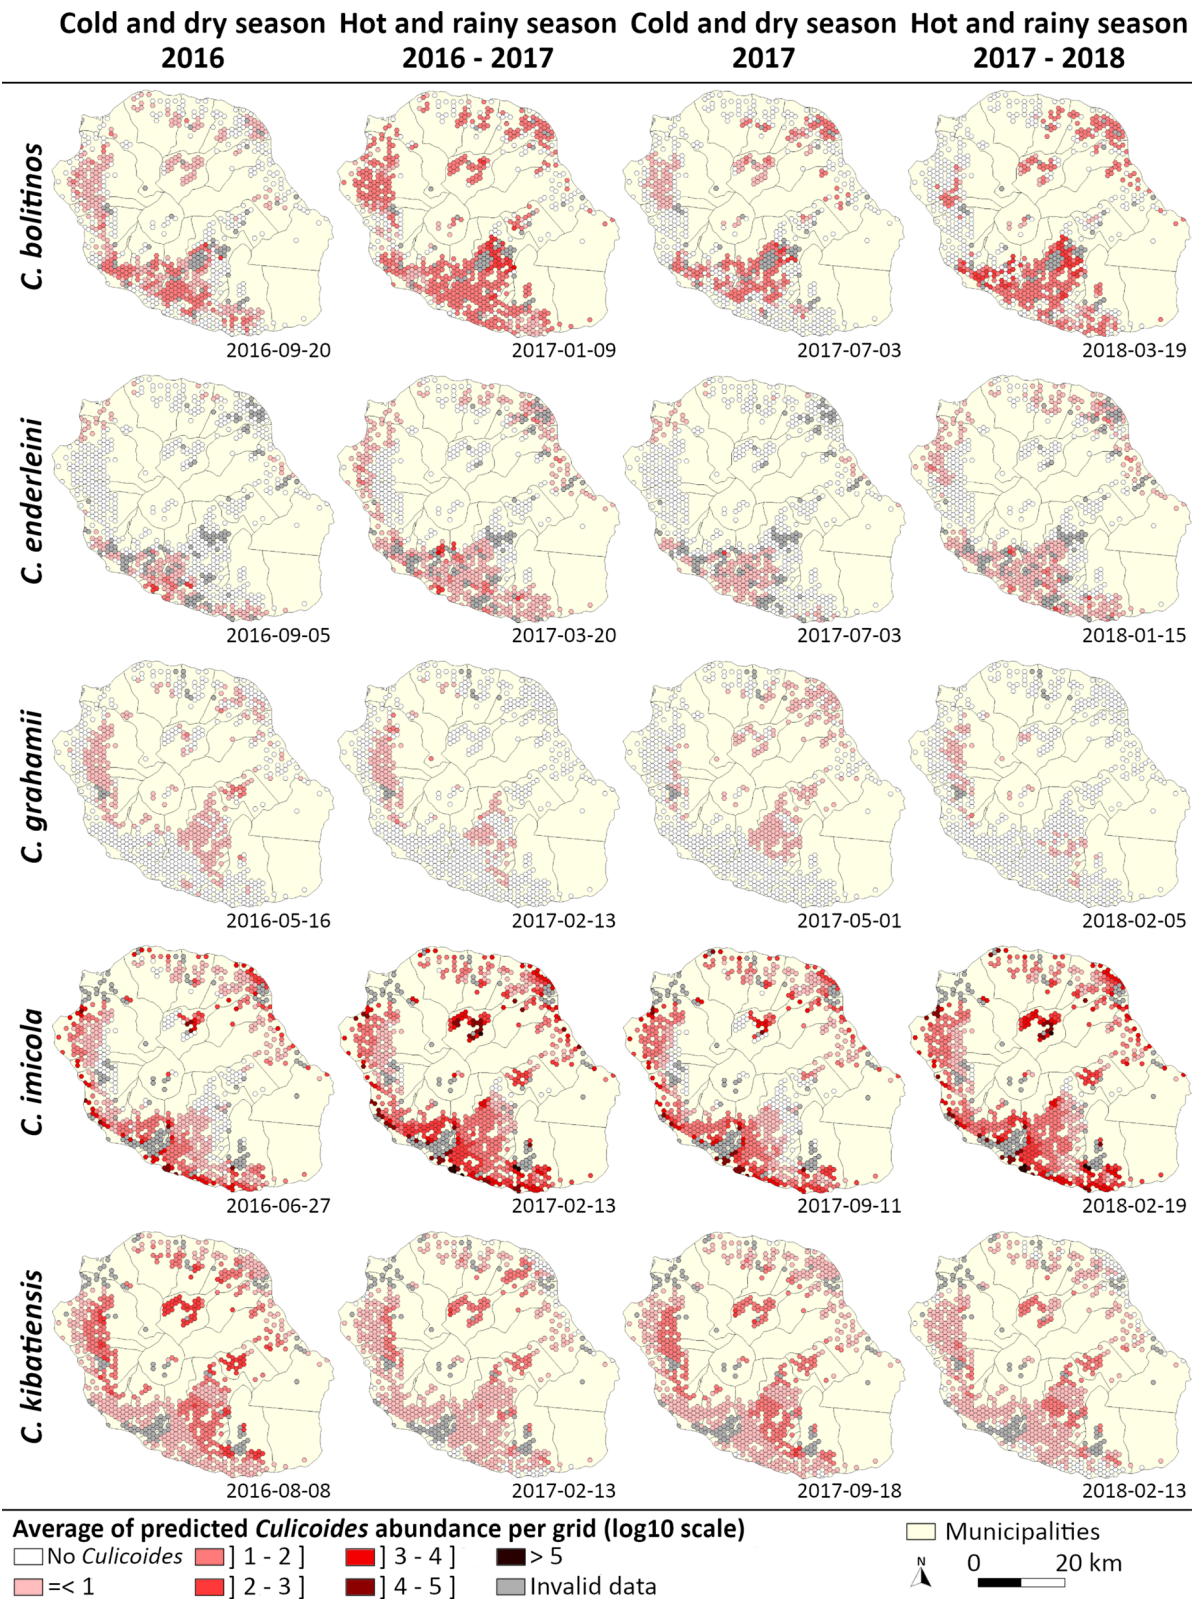 Cold and dry season Hot and rainy season Cold and dry season Hot and rainy season
2016 2016 - 2017 2017 2017 - 2018
C. bolitinos
2016-09-20 2017-01-09 2017-07-03 2018-03-19
C. enderleini
2016-09-05 2017-03-20 2017-07-03 2018-01-15
C. grahamii
2016-05-16 2017-02-13 2017-05-01 2018-02-05
C. imicola
2016-06-27 2017-02-13 2017-09-11 2018-02-19
C. kibatiensis
2016-08-08 2017-02-13 2017-09-18 2018-02-13
Average of predicted Culicoides abundance per grid (log10 scale) Municipalities
No Culicoides ] 1 - 2 ] ] 3 - 4 ] > 5 N 0 20 km
=< 1 ] 2 - 3 ] ] 4 - 5 ] Invalid data